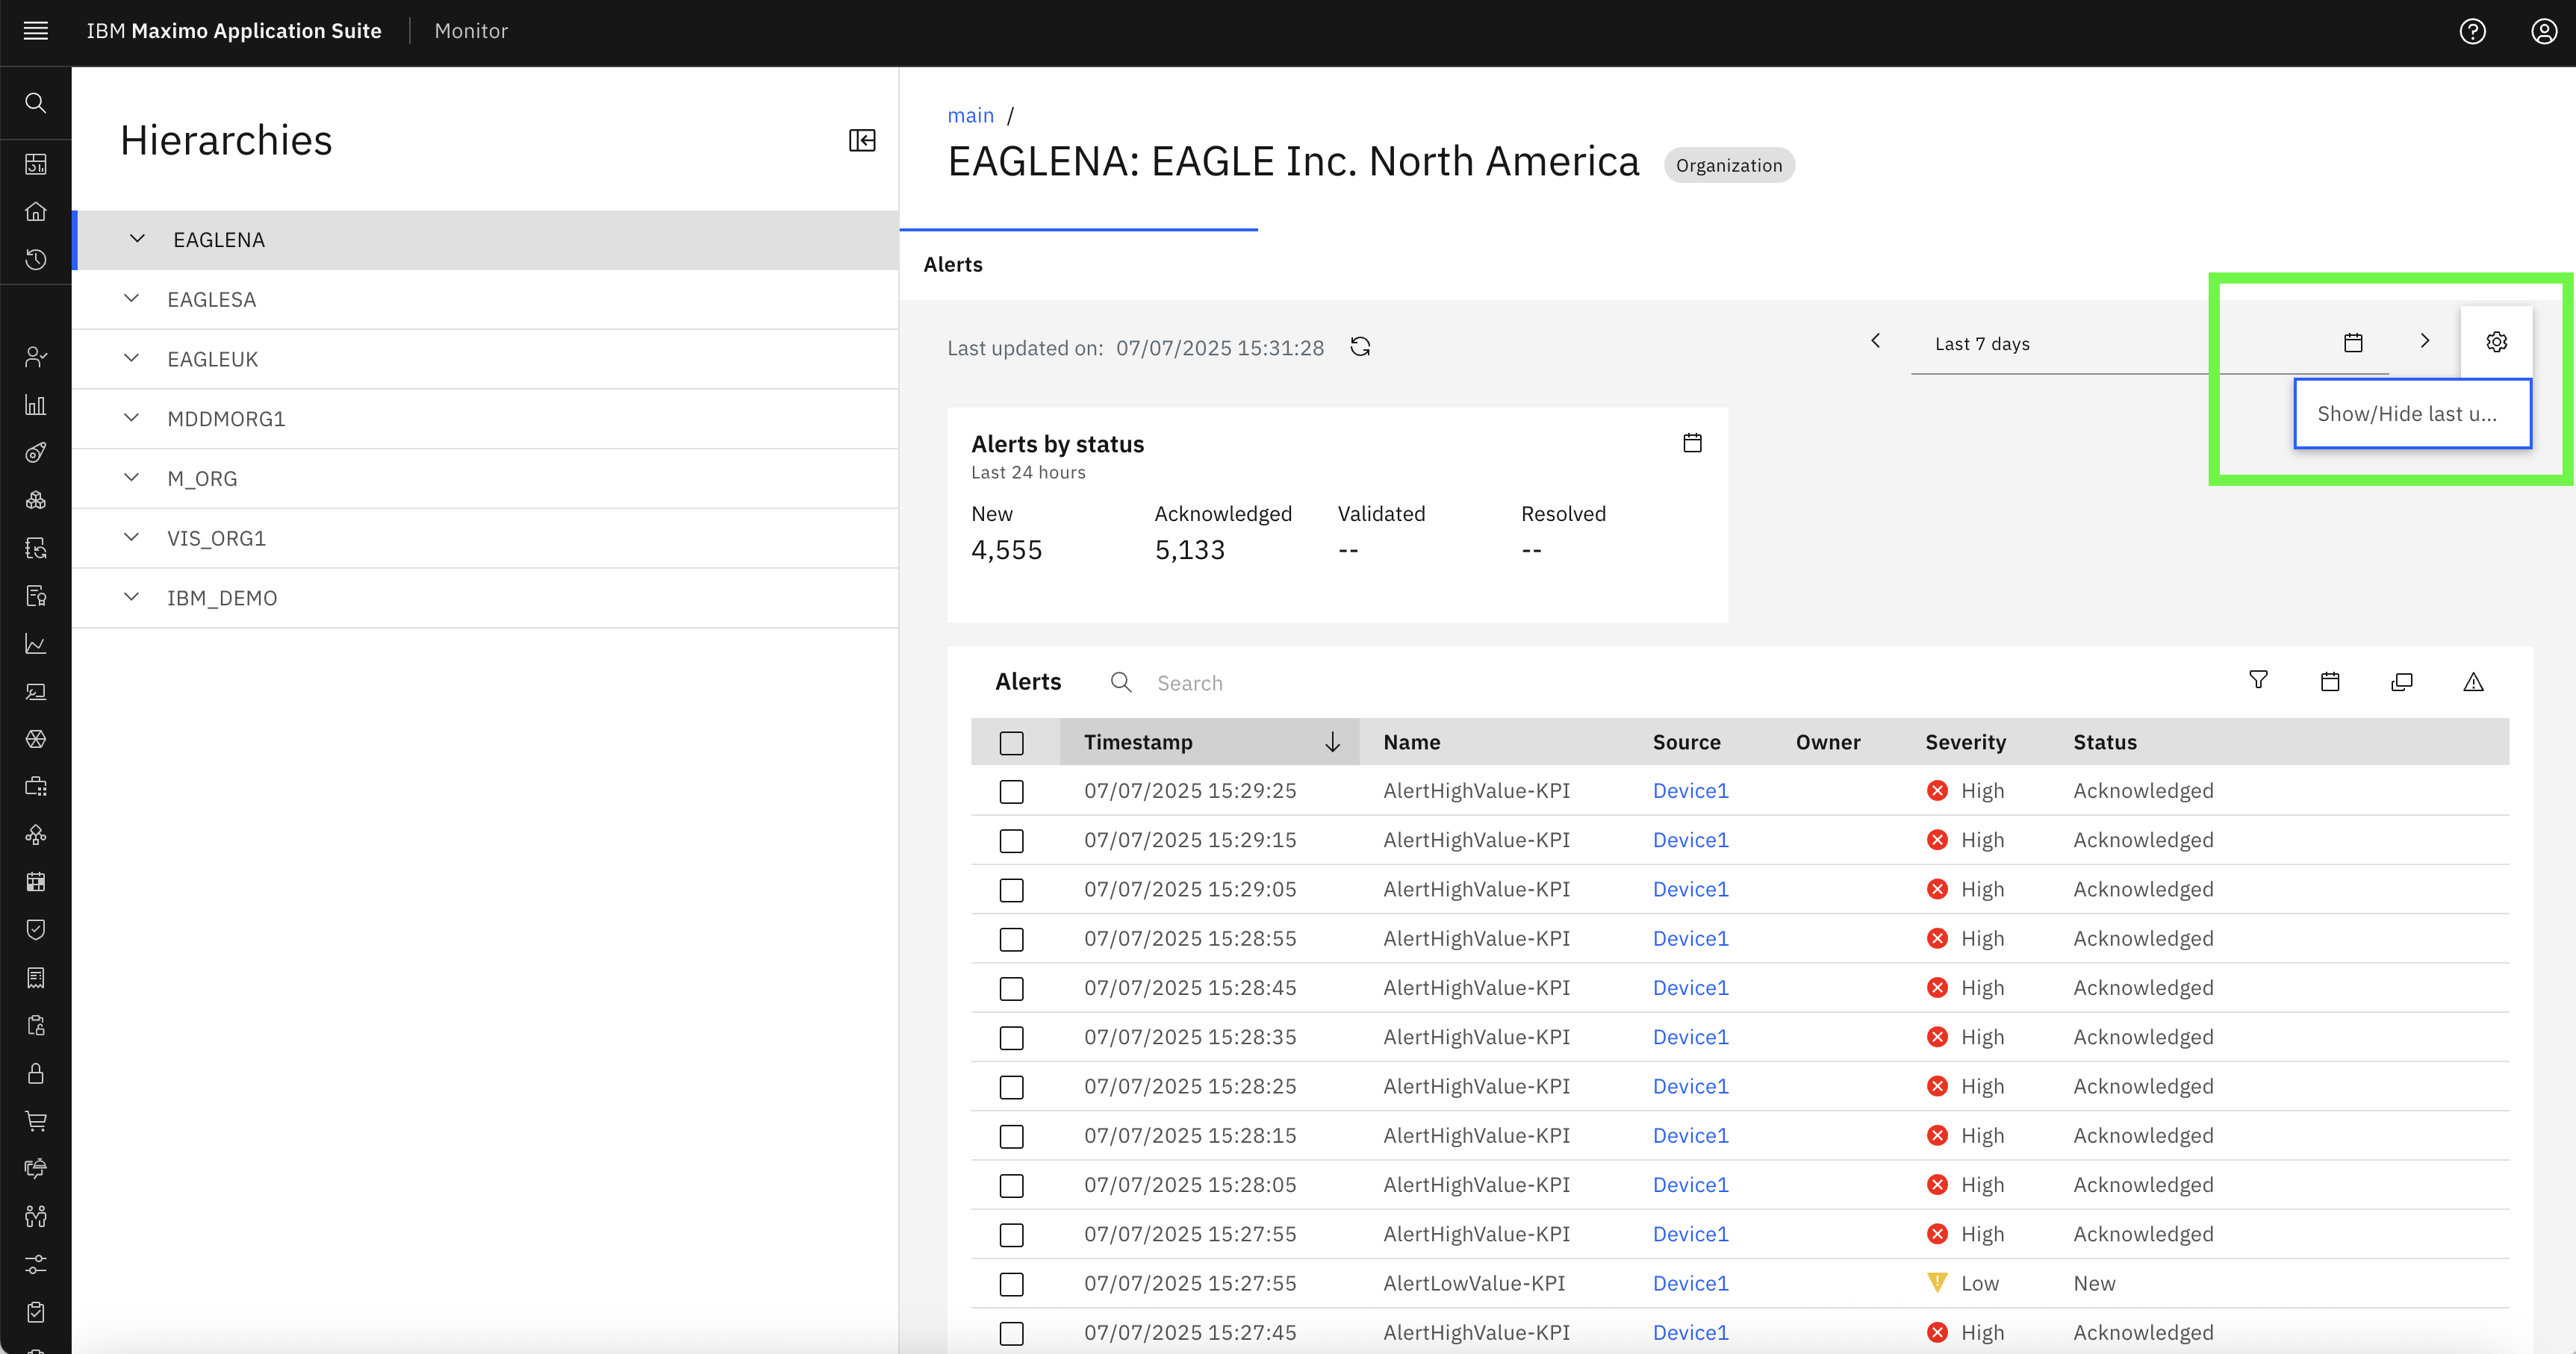 IBM Maximo Application Suite
Monitor
Hierarchies
EAGLENA
EAGLESA
EAGLEUK
MDDMORG1
M_ORG
VIS_ORG1
IBM_DEMO
main /
EAGLENA: EAGLE Inc. North America
Organization
Alerts
Last updated on: 07/07/2025 15:31:28
Last 7 days
Show/Hide last u...
Alerts by status
Last 24 hours
New Acknowledged Validated Resolved
4,555 5,133 -- --
Alerts
Search
Timestamp Name Source Owner Severity Status
07/07/2025 15:29:25 AlertHighValue-KPI Device1 High Acknowledged
07/07/2025 15:29:15 AlertHighValue-KPI Device1 High Acknowledged
07/07/2025 15:29:05 AlertHighValue-KPI Device1 High Acknowledged
07/07/2025 15:28:55 AlertHighValue-KPI Device1 High Acknowledged
07/07/2025 15:28:45 AlertHighValue-KPI Device1 High Acknowledged
07/07/2025 15:28:35 AlertHighValue-KPI Device1 High Acknowledged
07/07/2025 15:28:25 AlertHighValue-KPI Device1 High Acknowledged
07/07/2025 15:28:15 AlertHighValue-KPI Device1 High Acknowledged
07/07/2025 15:28:05 AlertHighValue-KPI Device1 High Acknowledged
07/07/2025 15:27:55 AlertHighValue-KPI Device1 High Acknowledged
07/07/2025 15:27:55 AlertLowValue-KPI Device1 Low New
07/07/2025 15:27:45 AlertHighValue-KPI Device1 High Acknowledged